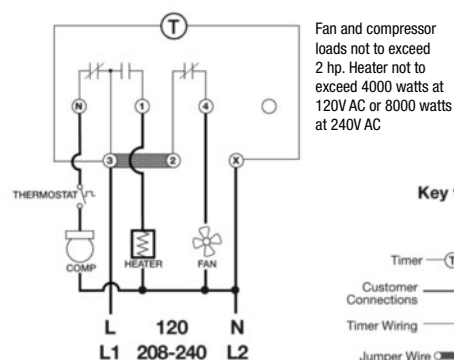 T
Fan and compressor
loads not to exceed
2 hp. Heater not to
exceed 4000 watts at
120V AC or 8000 watts
at 240V AC
N 1 4
3 2 X
THERMOSTAT
COMP HEATER FAN
L 120 N
L1 208-240 L2
Key
Timer T
Customer
Connections
Timer Wiring
Jumper Wire